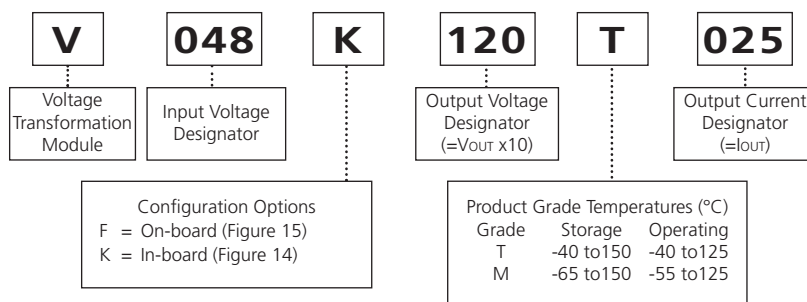 V 048 K 120 T 025
Voltage
Transformation
Module
Input Voltage
Designator
Output Voltage
Designator
(=VOUT x10)
Output Current
Designator
(=IOUT)
Configuration Options
F = On-board (Figure 15)
K = In-board (Figure 14)
Product Grade Temperatures (°C)
Grade Storage Operating
T -40 to150 -40 to125
M -65 to150 -55 to125